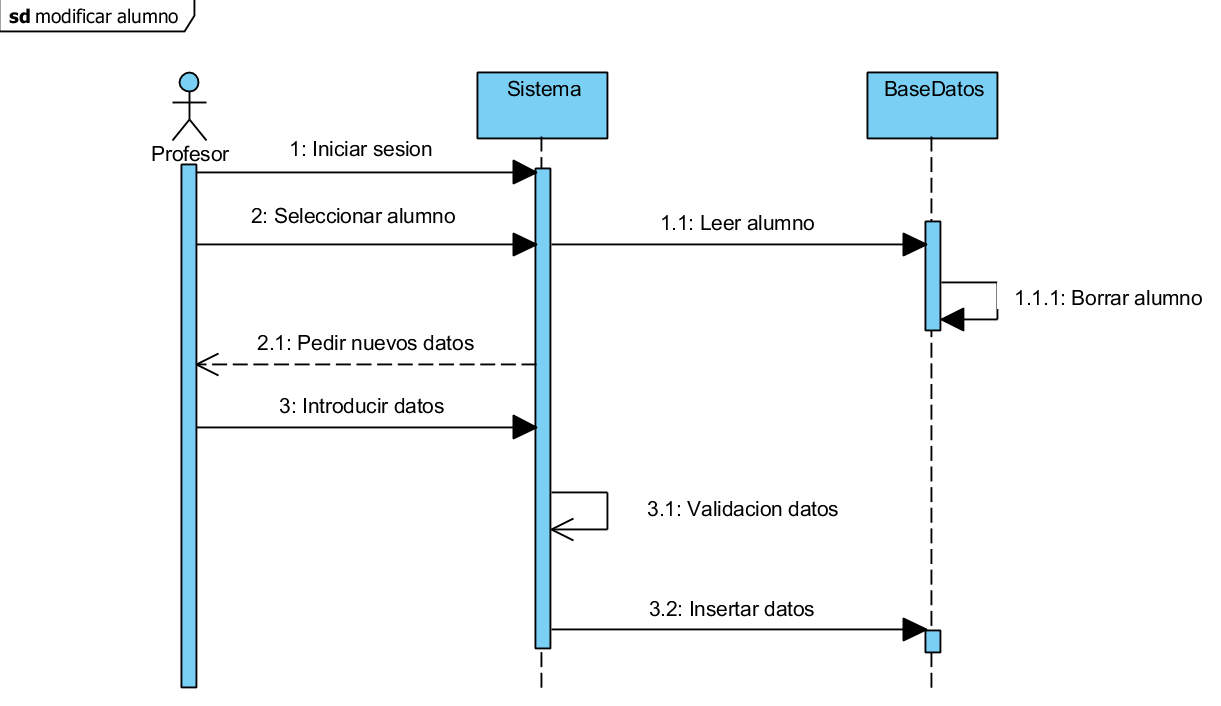 sd modificar alumno
Profesor
Sistema
BaseDatos
1: Iniciar sesion
2: Seleccionar alumno
1.1: Leer alumno
1.1.1: Borrar alumno
2.1: Pedir nuevos datos
3: Introducir datos
3.1: Validacion datos
3.2: Insertar datos